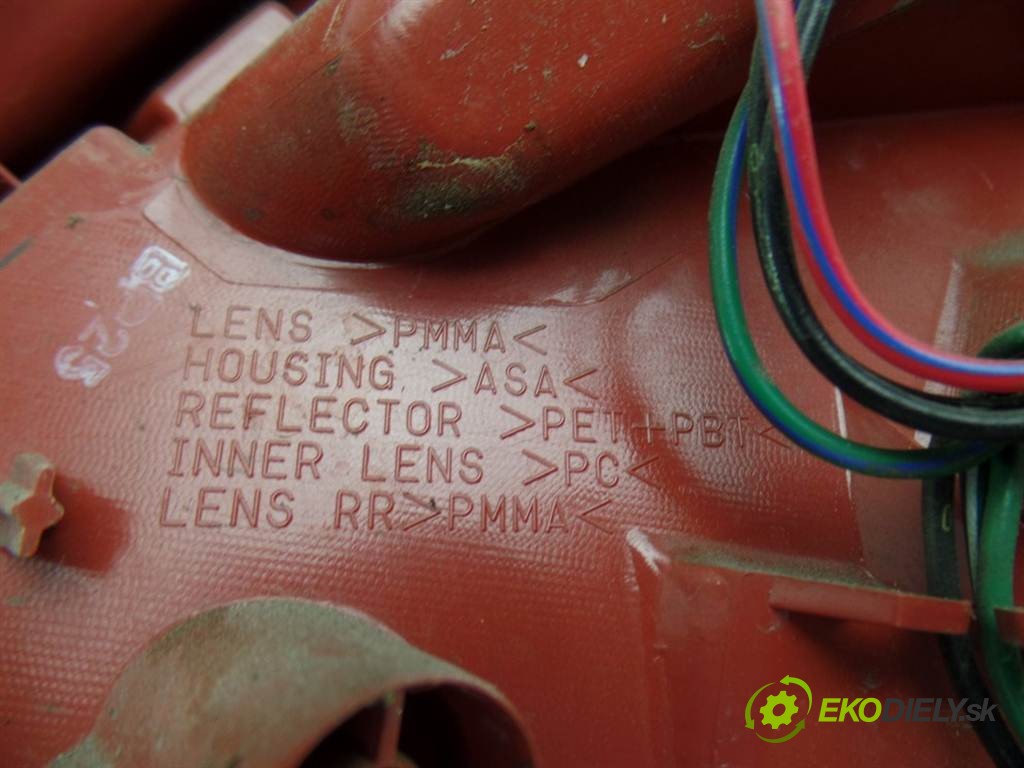 LENS >PMMA<
HOUSING >ASA<
REFLECTOR >PET+PBT<
INNER LENS >PC<
LENS RR>PMMA<
EKODIELY.sk